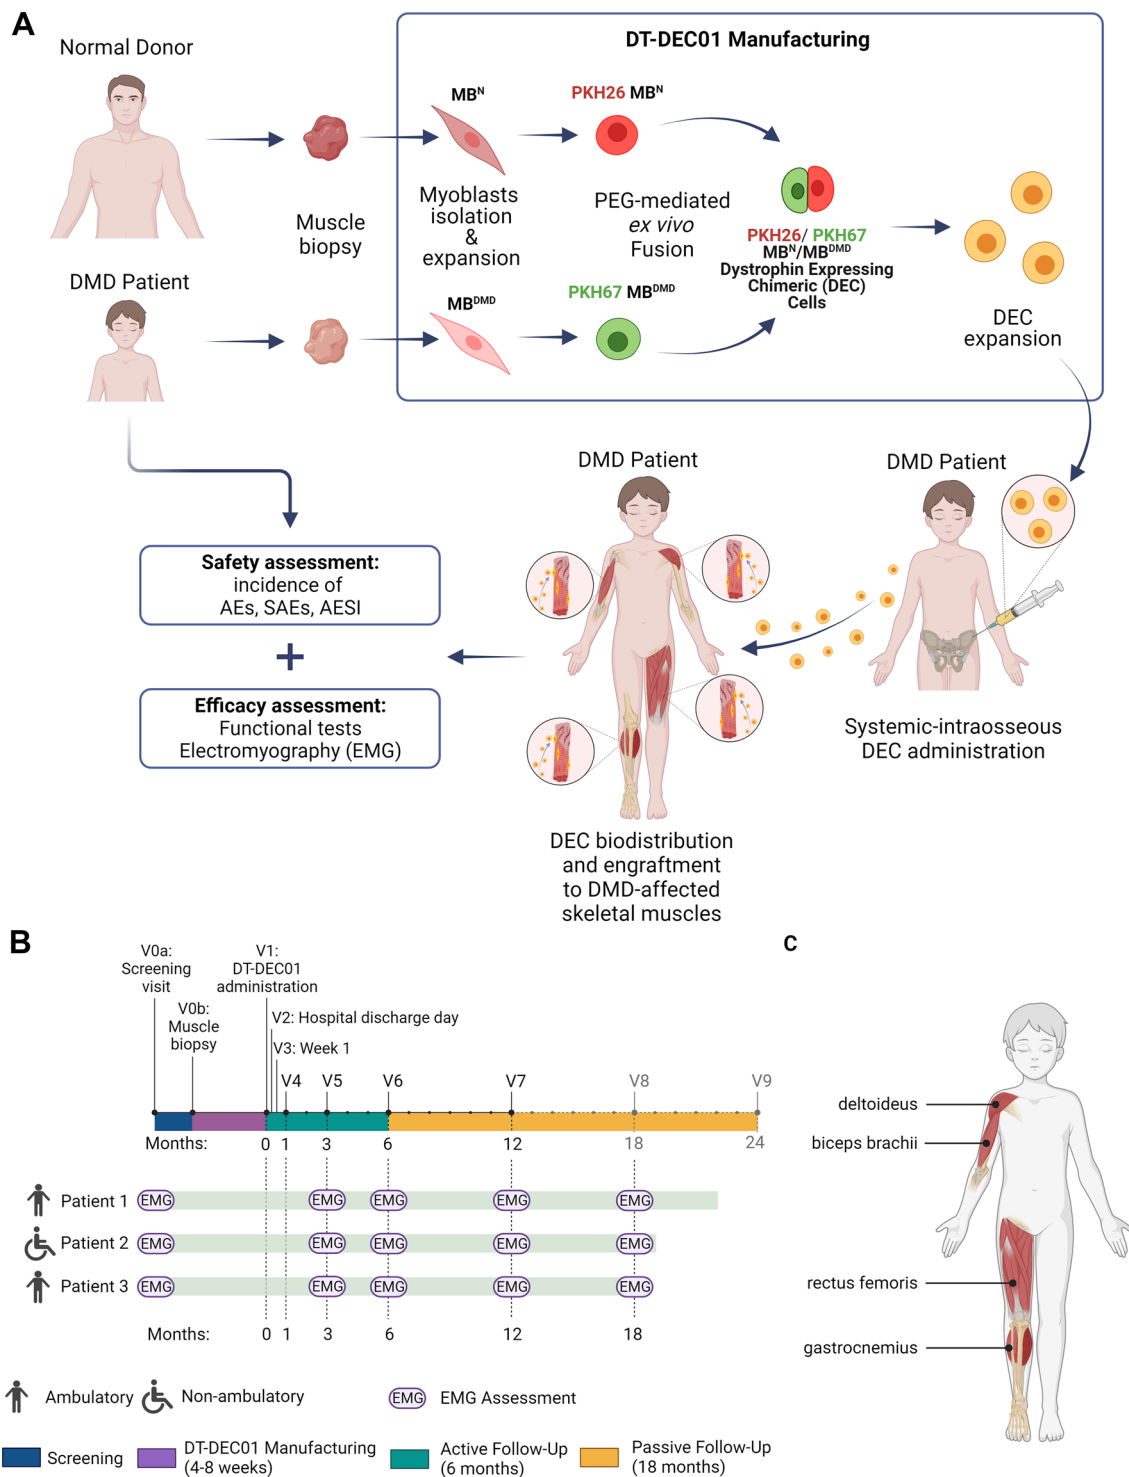 A
Normal Donor
DT-DEC01 Manufacturing
MBᴺ
PKH26 MBᴺ
Muscle
biopsy
Myoblasts
isolation
&
expansion
PEG-mediated
ex vivo
Fusion
PKH26/ PKH67
MBᴺ/MBᴰᴹᴰ
Dystrophin Expressing
Chimeric (DEC)
Cells
DMD Patient
MBᴰᴹᴰ
PKH67 MBᴰᴹᴰ
DEC
expansion
DMD Patient
DMD Patient
Safety assessment:
incidence of
AEs, SAEs, AESI
+
Efficacy assessment:
Functional tests
Electromyography (EMG)
Systemic-intraosseous
DEC administration
DEC biodistribution
and engraftment
to DMD-affected
skeletal muscles
B
V0a:
Screening
visit
V0b:
Muscle
biopsy
V1:
DT-DEC01
administration
V2: Hospital discharge day
V3: Week 1
V4 V5 V6 V7 V8 V9
Months: 0 1 3 6 12 18 24
Patient 1 EMG EMG EMG EMG EMG
Patient 2 EMG EMG EMG EMG EMG
Patient 3 EMG EMG EMG EMG EMG
Months: 0 1 3 6 12 18
Ambulatory Non-ambulatory EMG EMG Assessment
Screening
DT-DEC01 Manufacturing
(4-8 weeks)
Active Follow-Up
(6 months)
Passive Follow-Up
(18 months)
C
deltoideus
biceps brachii
rectus femoris
gastrocnemius